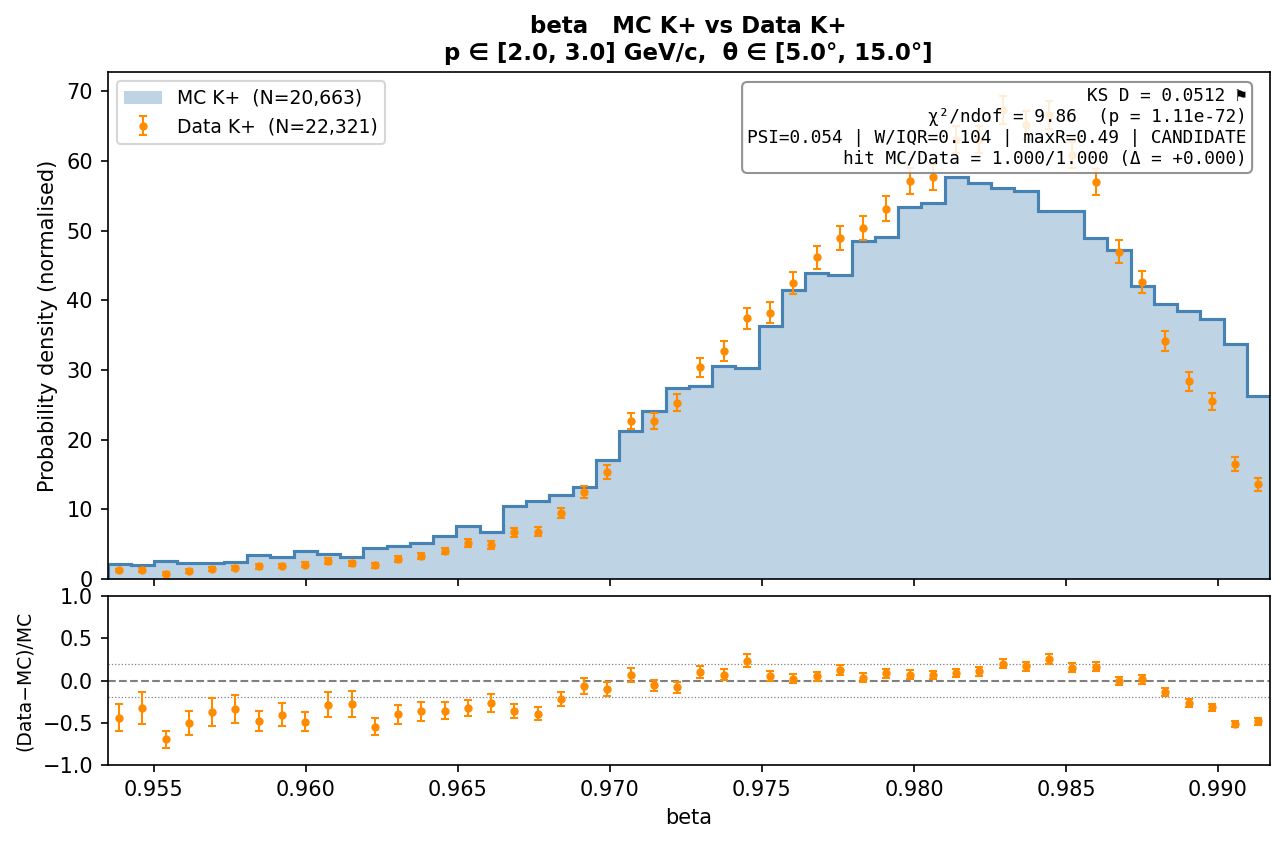 beta   MC K+ vs Data K+
p ∈ [2.0, 3.0] GeV/c,  θ ∈ [5.0°, 15.0°]
MC K+  (N=20,663)
Data K+  (N=22,321)
KS D = 0.0512 ⚑
χ²/ndof = 9.86  (p = 1.11e-72)
PSI=0.054 | W/IQR=0.104 | maxR=0.49 | CANDIDATE
hit MC/Data = 1.000/1.000 (Δ = +0.000)
Probability density (normalised)
70
60
50
40
30
20
10
0
(Data−MC)/MC
1.0
0.5
0.0
−0.5
−1.0
0.955 0.960 0.965 0.970 0.975 0.980 0.985 0.990
beta